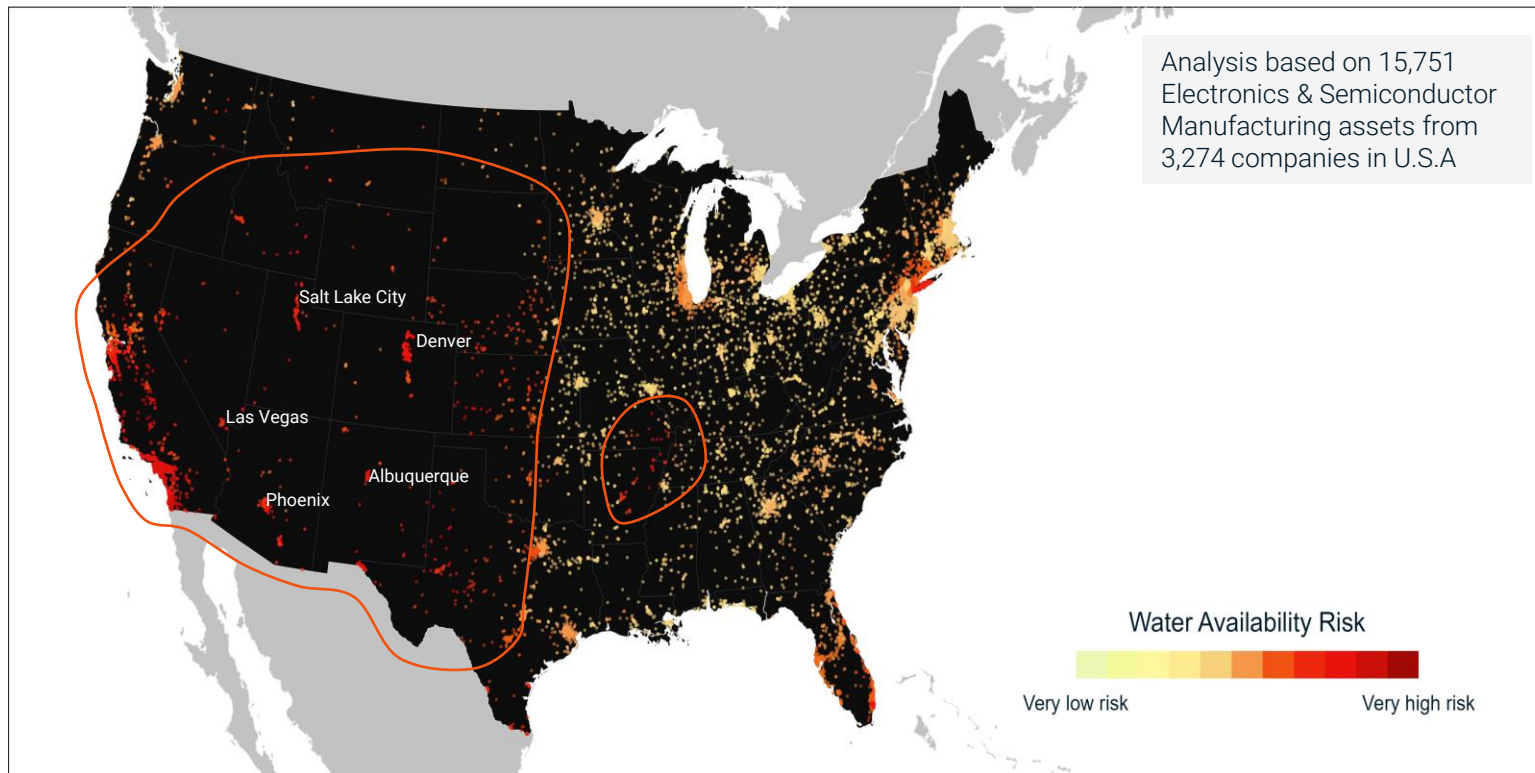 Analysis based on 15,751
Electronics & Semiconductor
Manufacturing assets from
3,274 companies in U.S.A
Salt Lake City
Denver
Las Vegas
Albuquerque
Phoenix
Water Availability Risk
Very low risk
Very high risk